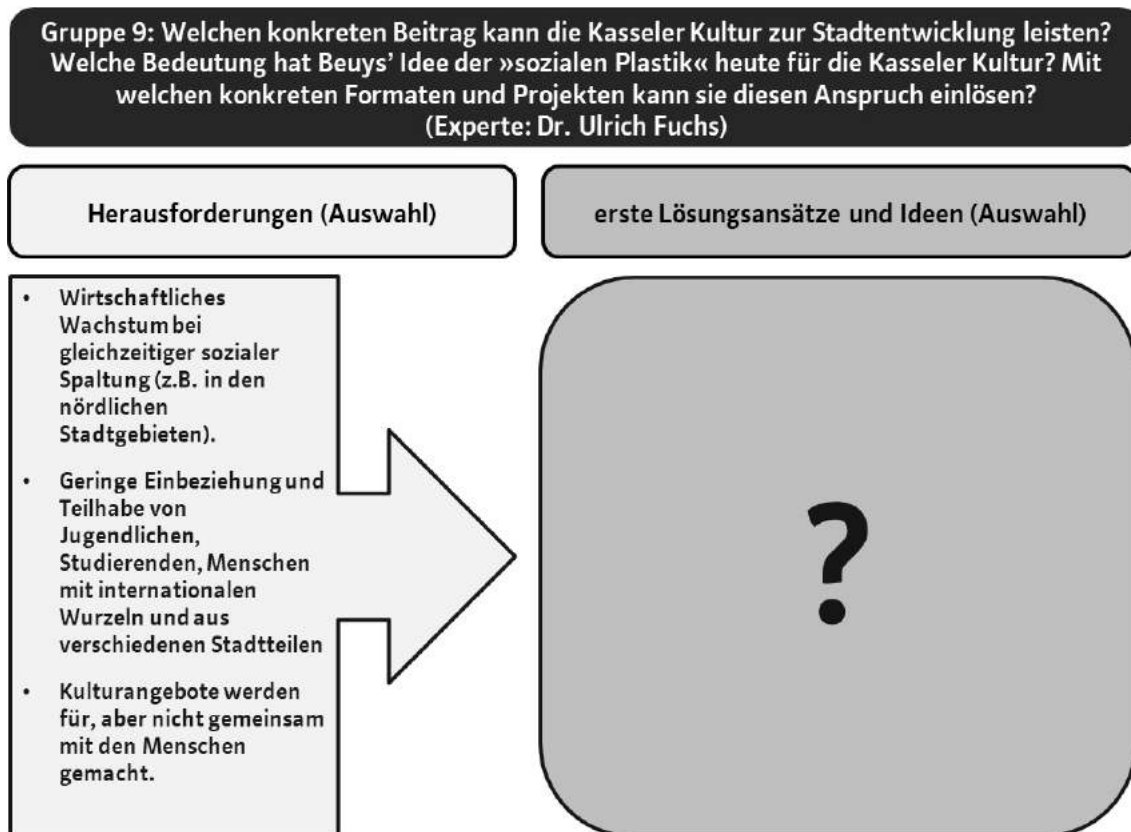 Gruppe 9: Welchen konkreten Beitrag kann die Kasseler Kultur zur Stadtentwicklung leisten?
Welche Bedeutung hat Beuys’ Idee der »sozialen Plastik« heute für die Kasseler Kultur? Mit
welchen konkreten Formaten und Projekten kann sie diesen Anspruch einlösen?
(Experte: Dr. Ulrich Fuchs)
Herausforderungen (Auswahl)
erste Lösungsansätze und Ideen (Auswahl)
• Wirtschaftliches
Wachstum bei
gleichzeitiger sozialer
Spaltung (z.B. in den
nördlichen
Stadtgebieten).
• Geringe Einbeziehung und
Teilhabe von
Jugendlichen,
Studierenden, Menschen
mit internationalen
Wurzeln und aus
verschiedenen Stadtteilen
• Kulturangebote werden
für, aber nicht gemeinsam
mit den Menschen
gemacht.
?